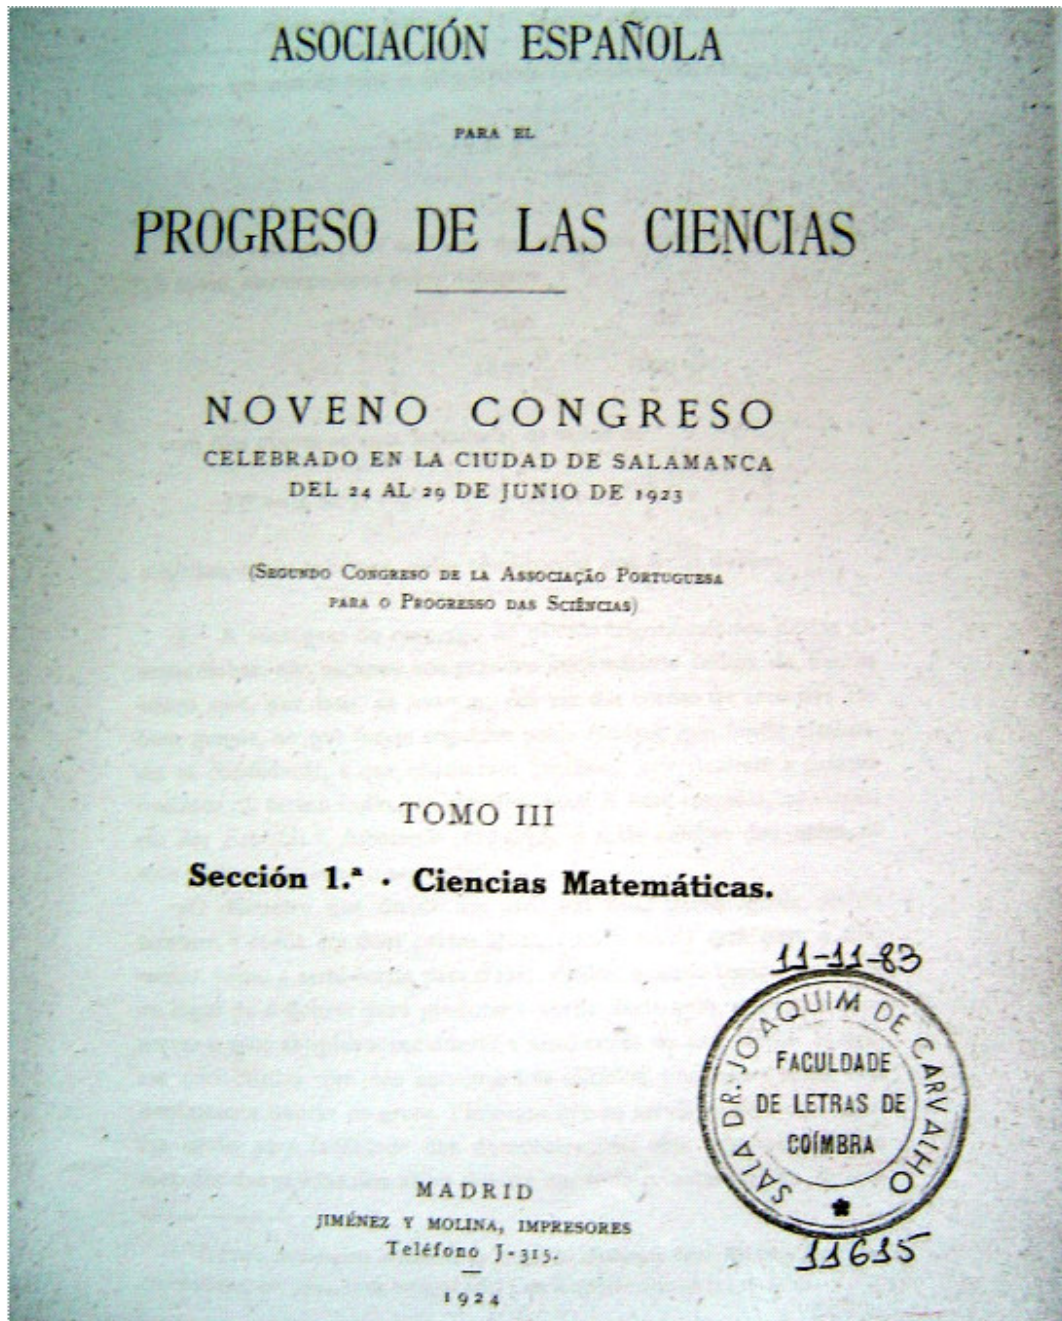 ASOCIACIÓN ESPAÑOLA
PARA EL
PROGRESO DE LAS CIENCIAS
NOVENO CONGRESO
CELEBRADO EN LA CIUDAD DE SALAMANCA
DEL 24 AL 29 DE JUNIO DE 1923
(Segundo Congreso de la Associação Portuguesa
para o Progresso das Sciências)
TOMO III
Sección 1.ª · Ciencias Matemáticas.
11-11-83
SALA DR. JOAQUIM DE CARVALHO
FACULDADE
DE LETRAS DE
COÍMBRA
11615
MADRID
JIMÉNEZ Y MOLINA, IMPRESORES
Teléfono J-315.
1924